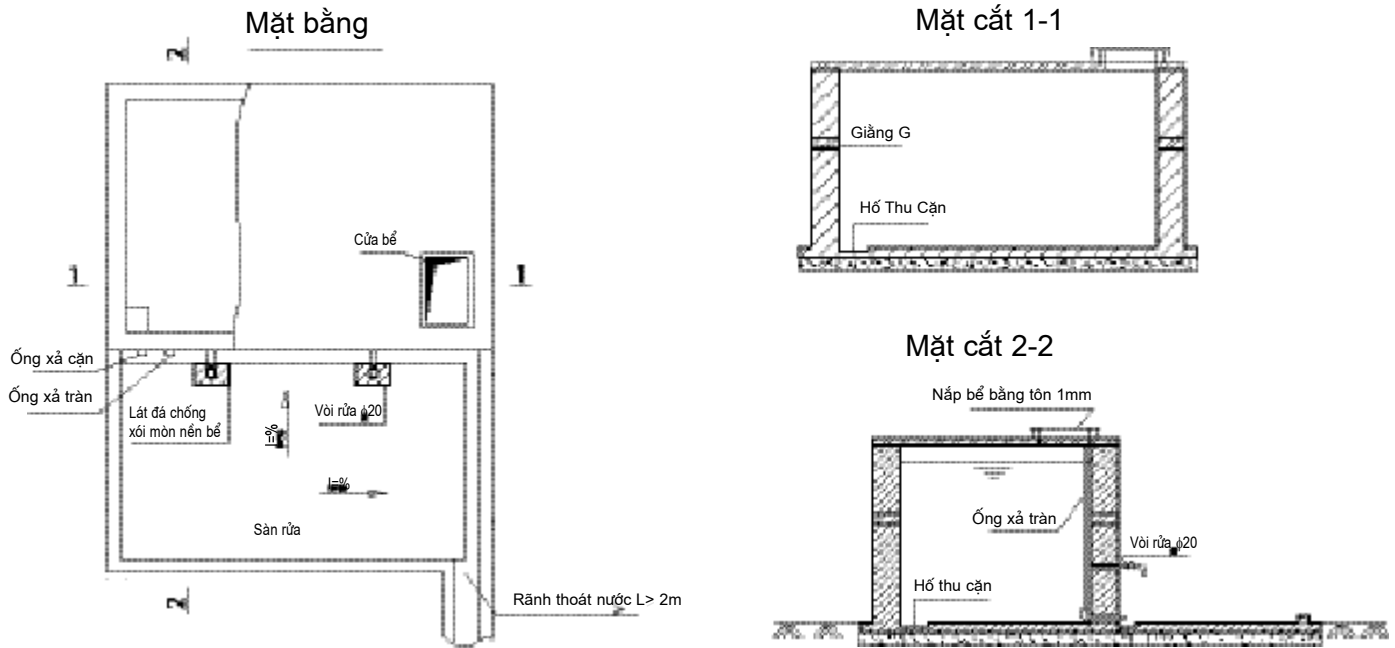 Mặt bằng
2
Cửa bể
1
1
Ống xả cặn
Ống xả tràn
Lát đá chống
xói mòn nền bể
Vòi rửa ϕ20
I=%
I=%
Sàn rửa
2
Rãnh thoát nước L> 2m
Mặt cắt 1-1
Giằng G
Hố Thu Cặn
Mặt cắt 2-2
Nắp bể bằng tôn 1mm
Ống xả tràn
Vòi rửa ϕ20
Hố thu cặn